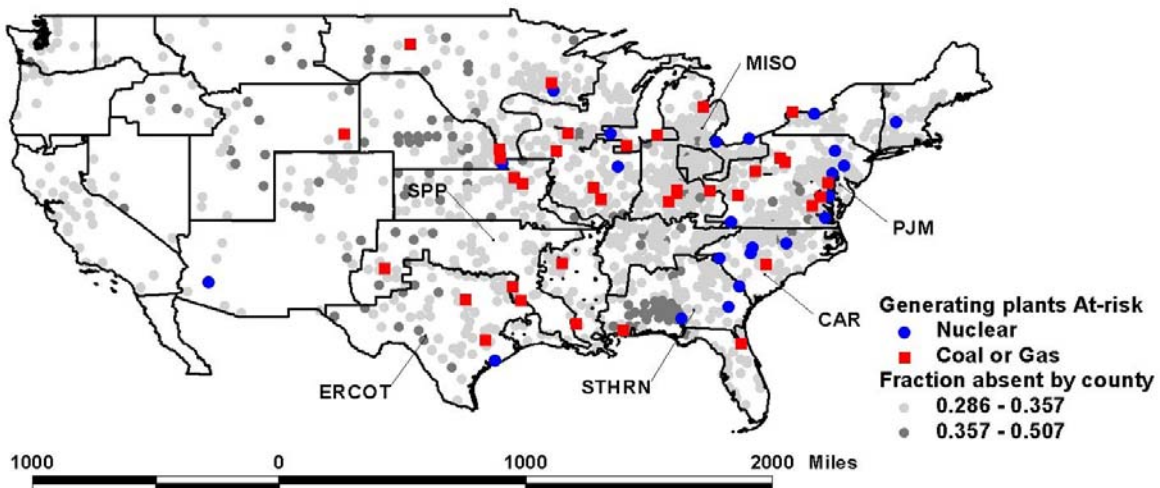 MISO
SPP
PJM
CAR
ERCOT
STHRN
Generating plants At-risk
Nuclear
Coal or Gas
Fraction absent by county
0.286 - 0.357
0.357 - 0.507
1000 0 1000 2000 Miles